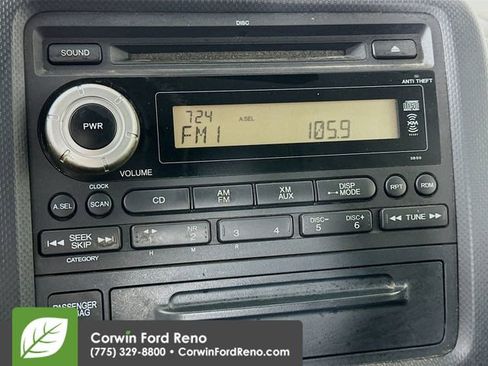 DISC
SOUND
ANTI THEFT
724 A.SEL
FM1 105.9
PWR
VOLUME
CLOCK
A.SEL SCAN CD AM FM XM AUX DISP MODE RPT RDM
SEEK SKIP NR 2 3 4 DISC- 5 DISC+ 6 TUNE
CATEGORY H M R
PASSENGER
Corwin Ford Reno
(775) 329-8800 • CorwinFordReno.com